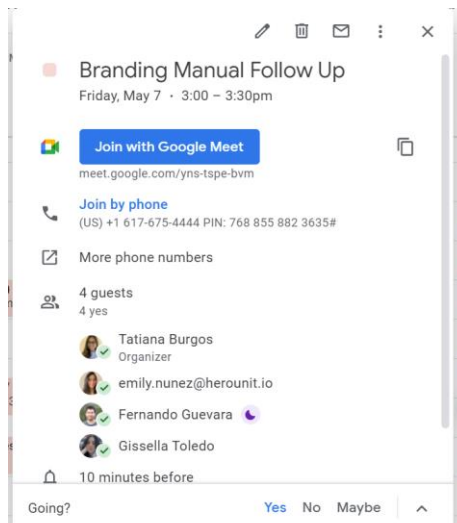 Branding Manual Follow Up
Friday, May 7 · 3:00 – 3:30pm
Join with Google Meet
meet.google.com/yns-tspe-bvm
Join by phone
(US) +1 617-675-4444 PIN: 768 855 882 3635#
More phone numbers
4 guests
4 yes
Tatiana Burgos
Organizer
emily.nunez@herounit.io
Fernando Guevara
Gissella Toledo
10 minutes before
Going?
Yes No Maybe